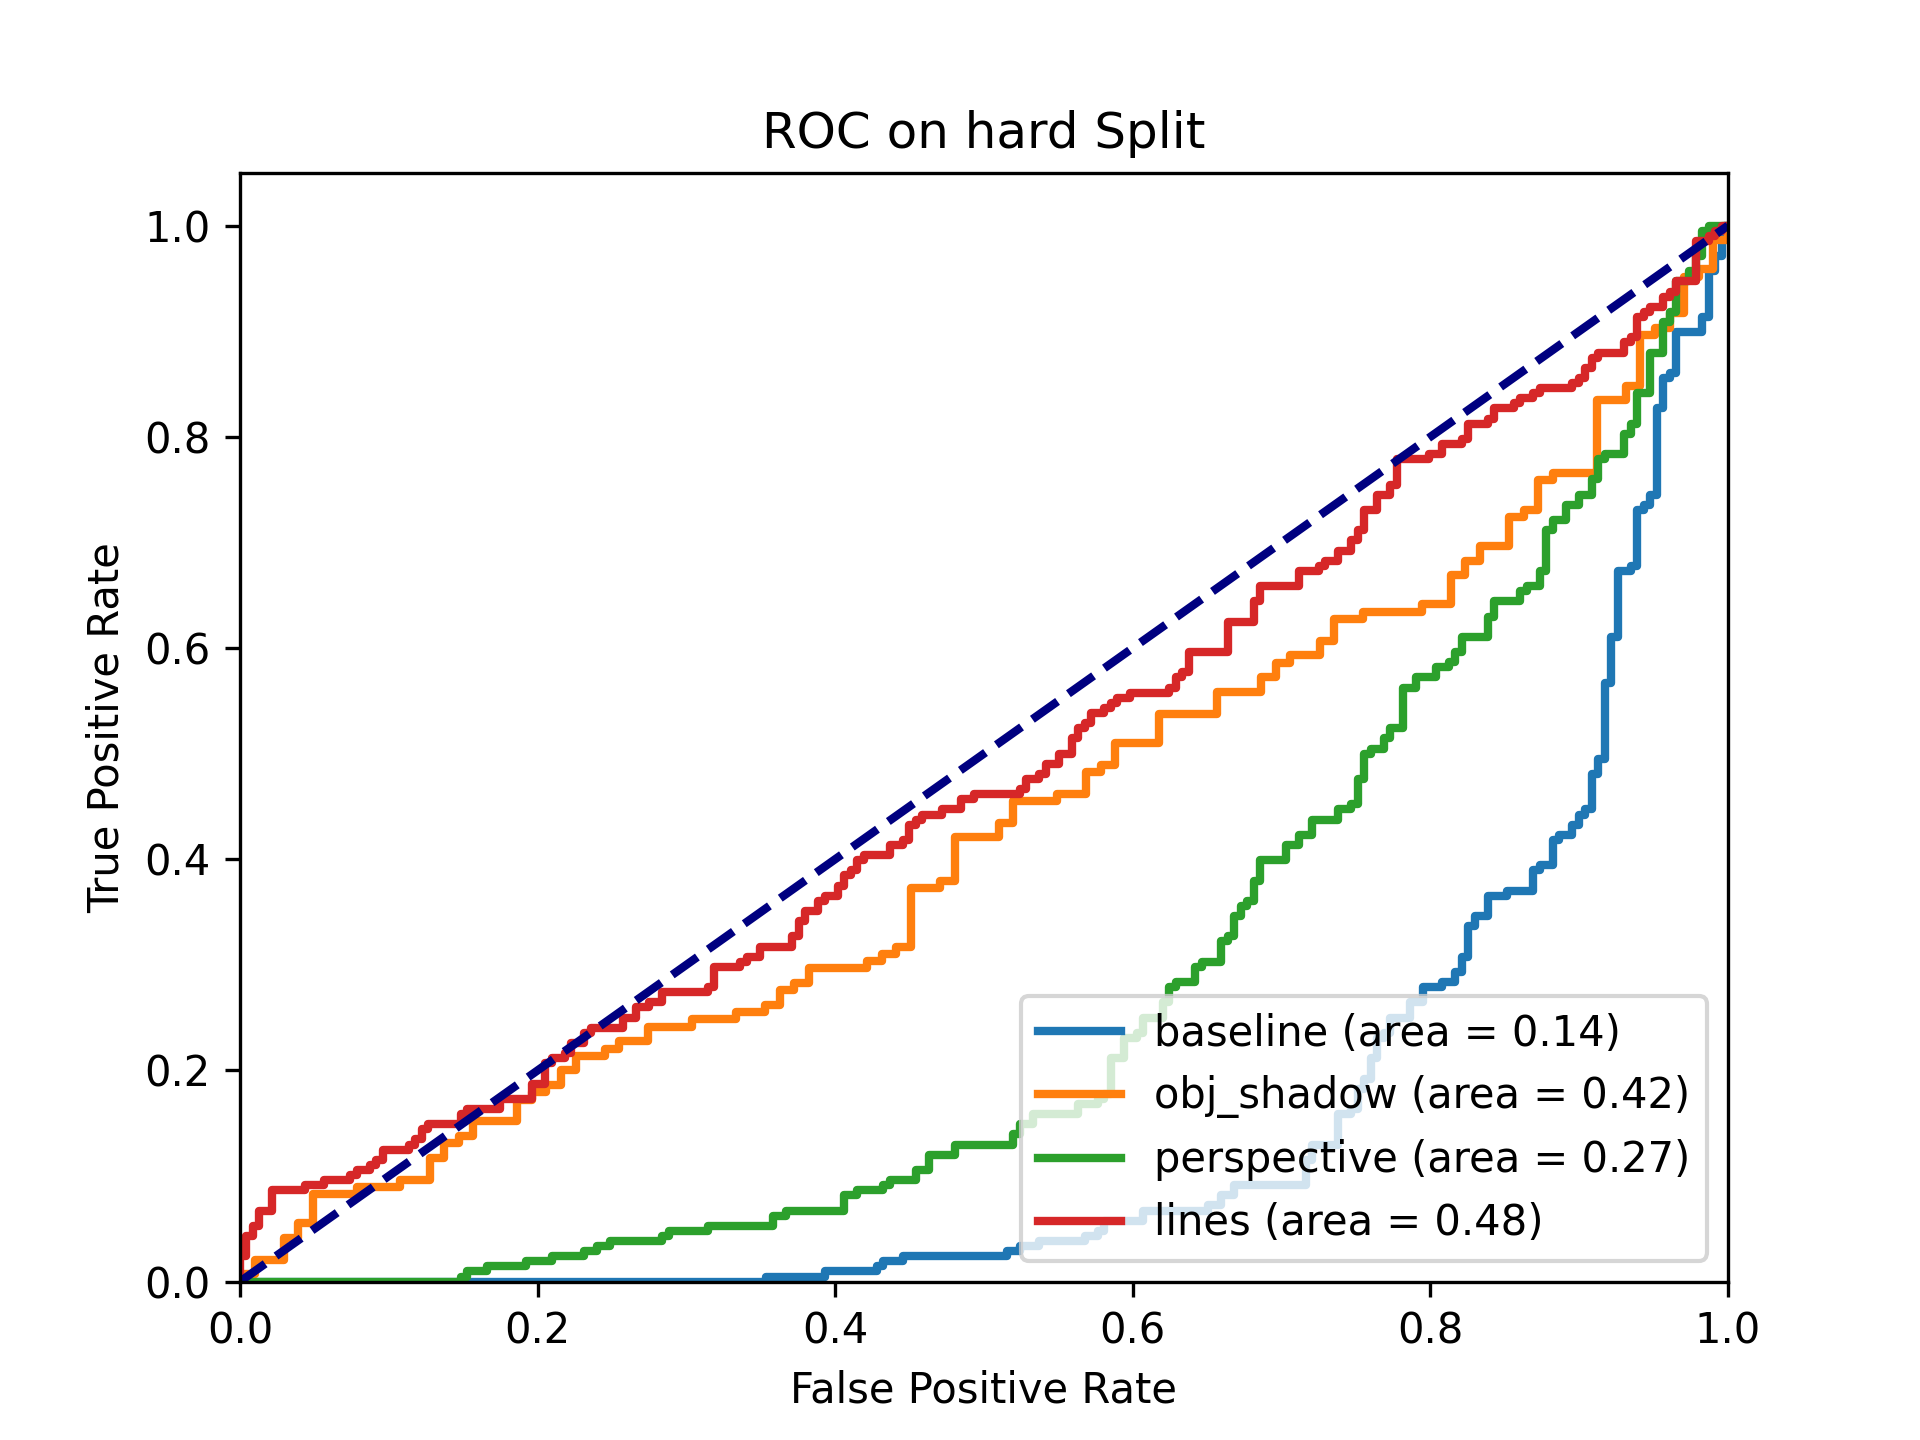 ROC on hard Split
1.0
0.8
0.6
0.4
0.2
0.0
True Positive Rate
baseline (area = 0.14)
obj_shadow (area = 0.42)
perspective (area = 0.27)
lines (area = 0.48)
0.0 0.2 0.4 0.6 0.8 1.0
False Positive Rate